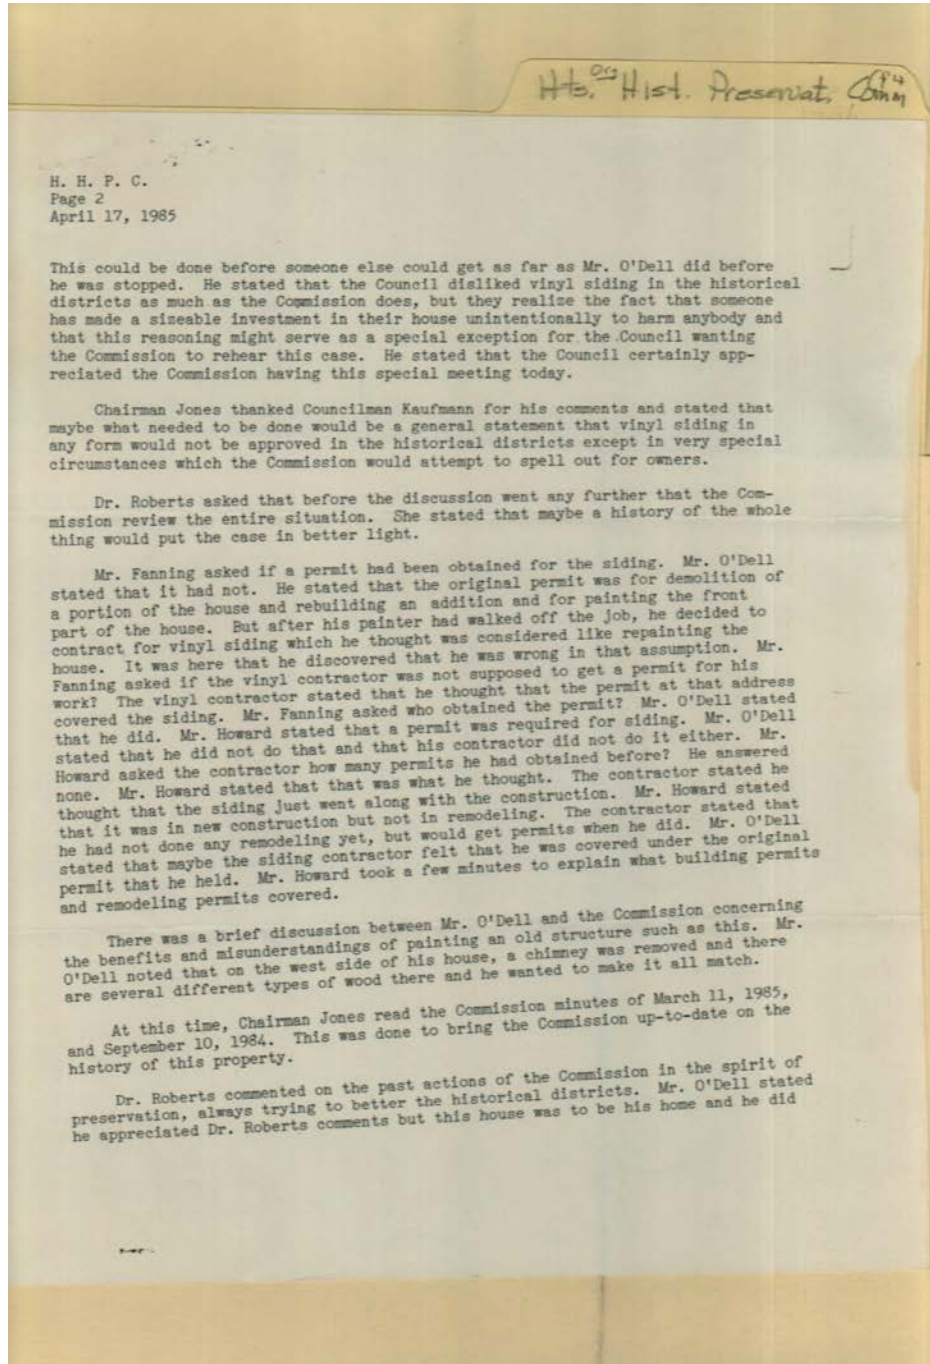 Hts. Org Hist. Preservat. Comm
H. H. P. C.
Page 2
April 17, 1985
This could be done before someone else could get as far as Mr. O'Dell did before
he was stopped. He stated that the Council disliked vinyl siding in the historical
districts as much as the Commission does, but they realize the fact that someone
has made a sizeable investment in their house unintentionally to harm anybody and
that this reasoning might serve as a special exception for the Council wanting
the Commission to rehear this case. He stated that the Council certainly app-
reciated the Commission having this special meeting today.
Chairman Jones thanked Councilman Kaufmann for his comments and stated that
maybe what needed to be done would be a general statement that vinyl siding in
any form would not be approved in the historical districts except in very special
circumstances which the Commission would attempt to spell out for owners.
Dr. Roberts asked that before the discussion went any further that the Com-
mission review the entire situation. She stated that maybe a history of the whole
thing would put the case in better light.
Mr. Fanning asked if a permit had been obtained for the siding. Mr. O'Dell
stated that it had not. He stated that the original permit was for demolition of
a portion of the house and rebuilding an addition and for painting the front
part of the house. But after his painter had walked off the job, he decided to
contract for vinyl siding which he thought was considered like repainting the
house. It was here that he discovered that he was wrong in that assumption. Mr.
Fanning asked if the vinyl contractor was not supposed to get a permit for his
work? The vinyl contractor stated that he thought that the permit at that address
covered the siding. Mr. Fanning asked who obtained the permit? Mr. O'Dell stated
that he did. Mr. Howard stated that a permit was required for siding. Mr. O'Dell
stated that he did not do that and that his contractor did not do it either. Mr.
Howard asked the contractor how many permits he had obtained before? He answered
none. Mr. Howard stated that that was what he thought. The contractor stated he
thought that the siding just went along with the construction. Mr. Howard stated
that it was in new construction but not in remodeling. The contractor stated that
he had not done any remodeling yet, but would get permits when he did. Mr. O'Dell
stated that maybe the siding contractor felt that he was covered under the original
permit that he held. Mr. Howard took a few minutes to explain what building permits
and remodeling permits covered.
There was a brief discussion between Mr. O'Dell and the Commission concerning
the benefits and misunderstandings of painting an old structure such as this. Mr.
O'Dell noted that on the west side of his house, a chimney was removed and there
are several different types of wood there and he wanted to make it all match.
At this time, Chairman Jones read the Commission minutes of March 11, 1985,
and September 10, 1984. This was done to bring the Commission up-to-date on the
history of this property.
Dr. Roberts commented on the past actions of the Commission in the spirit of
preservation, always trying to better the historical districts. Mr. O'Dell stated
he appreciated Dr. Roberts comments but this house was to be his home and he did